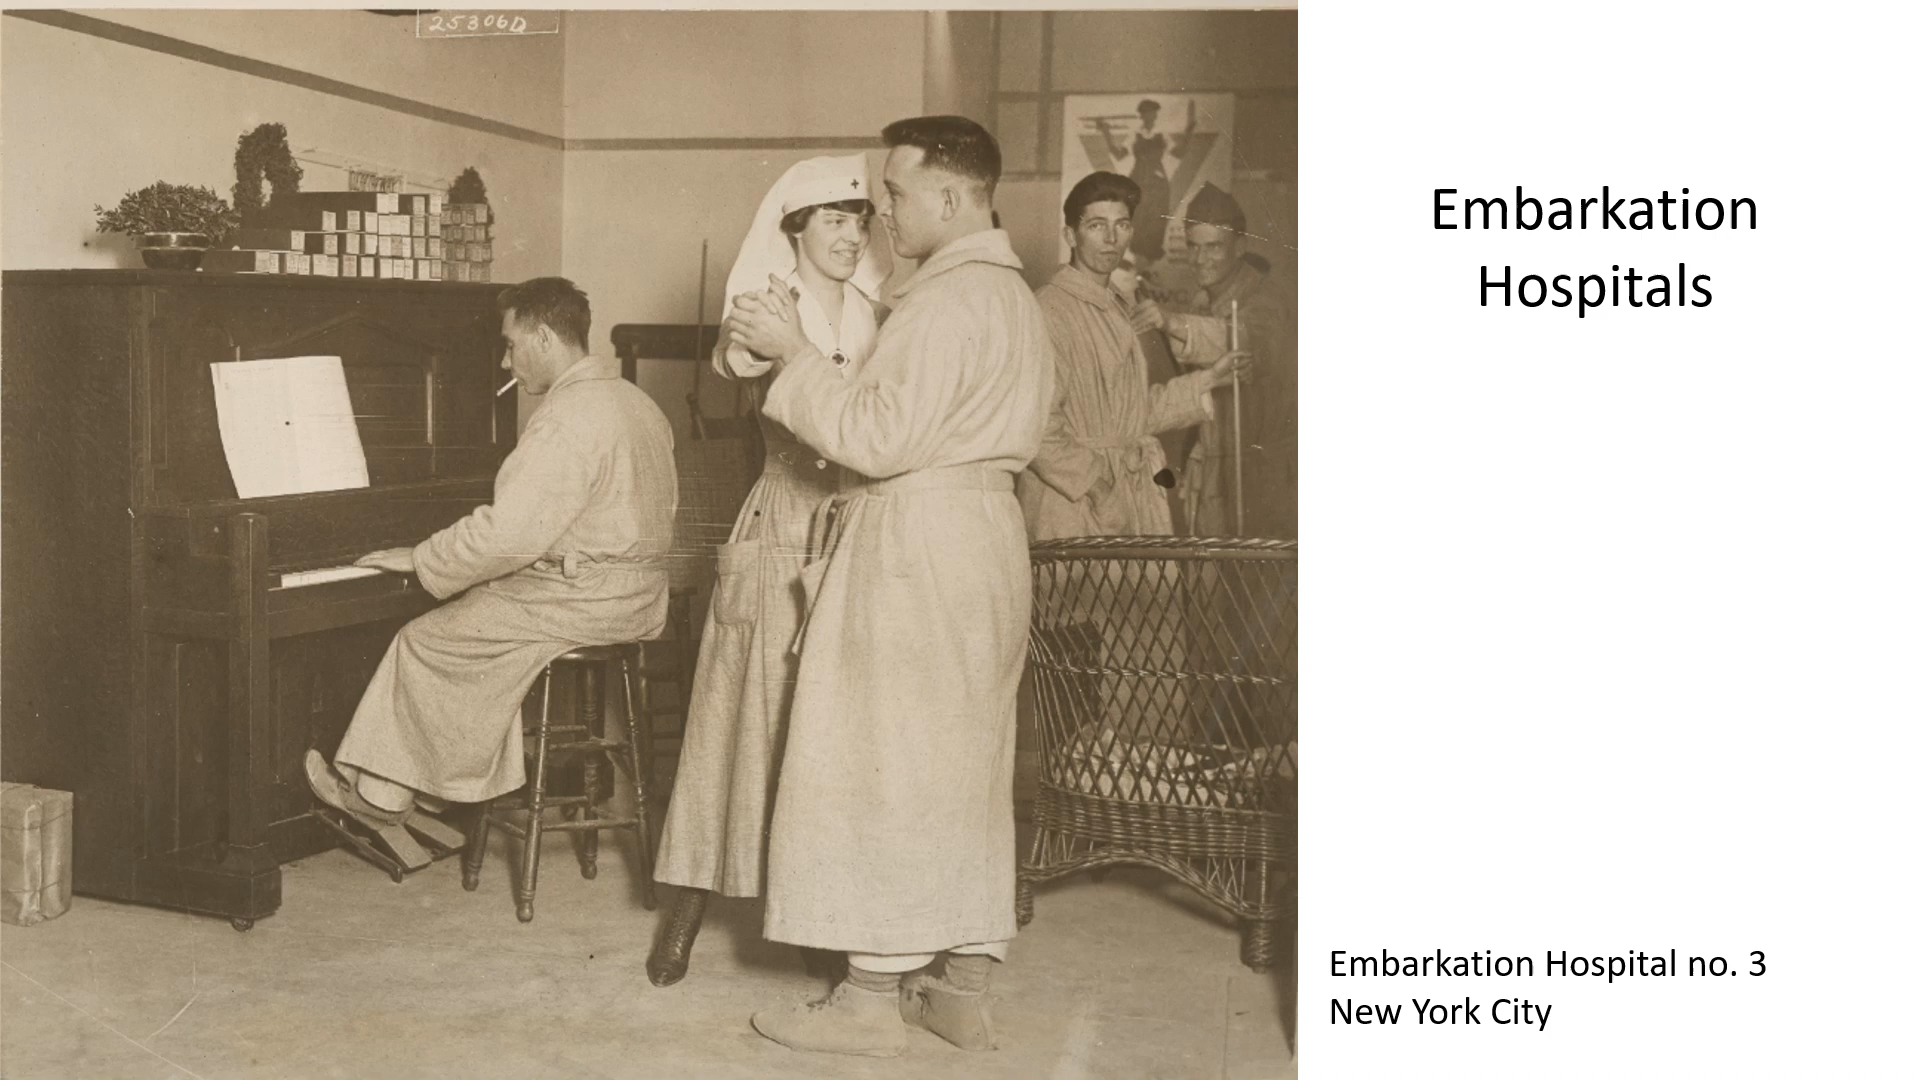 25306D
Embarkation
Hospitals
Embarkation Hospital no. 3
New York City